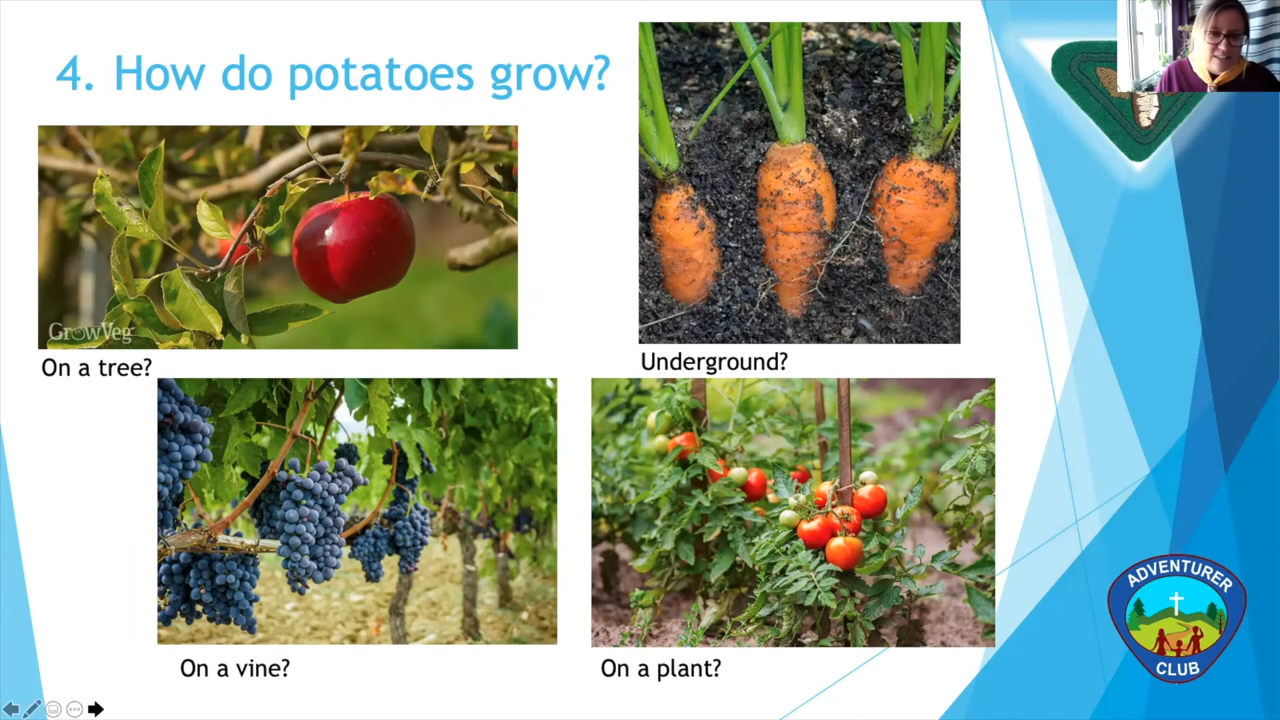 4. How do potatoes grow?
GrowVeg
On a tree?
Underground?
On a vine?
On a plant?
ADVENTURER
CLUB